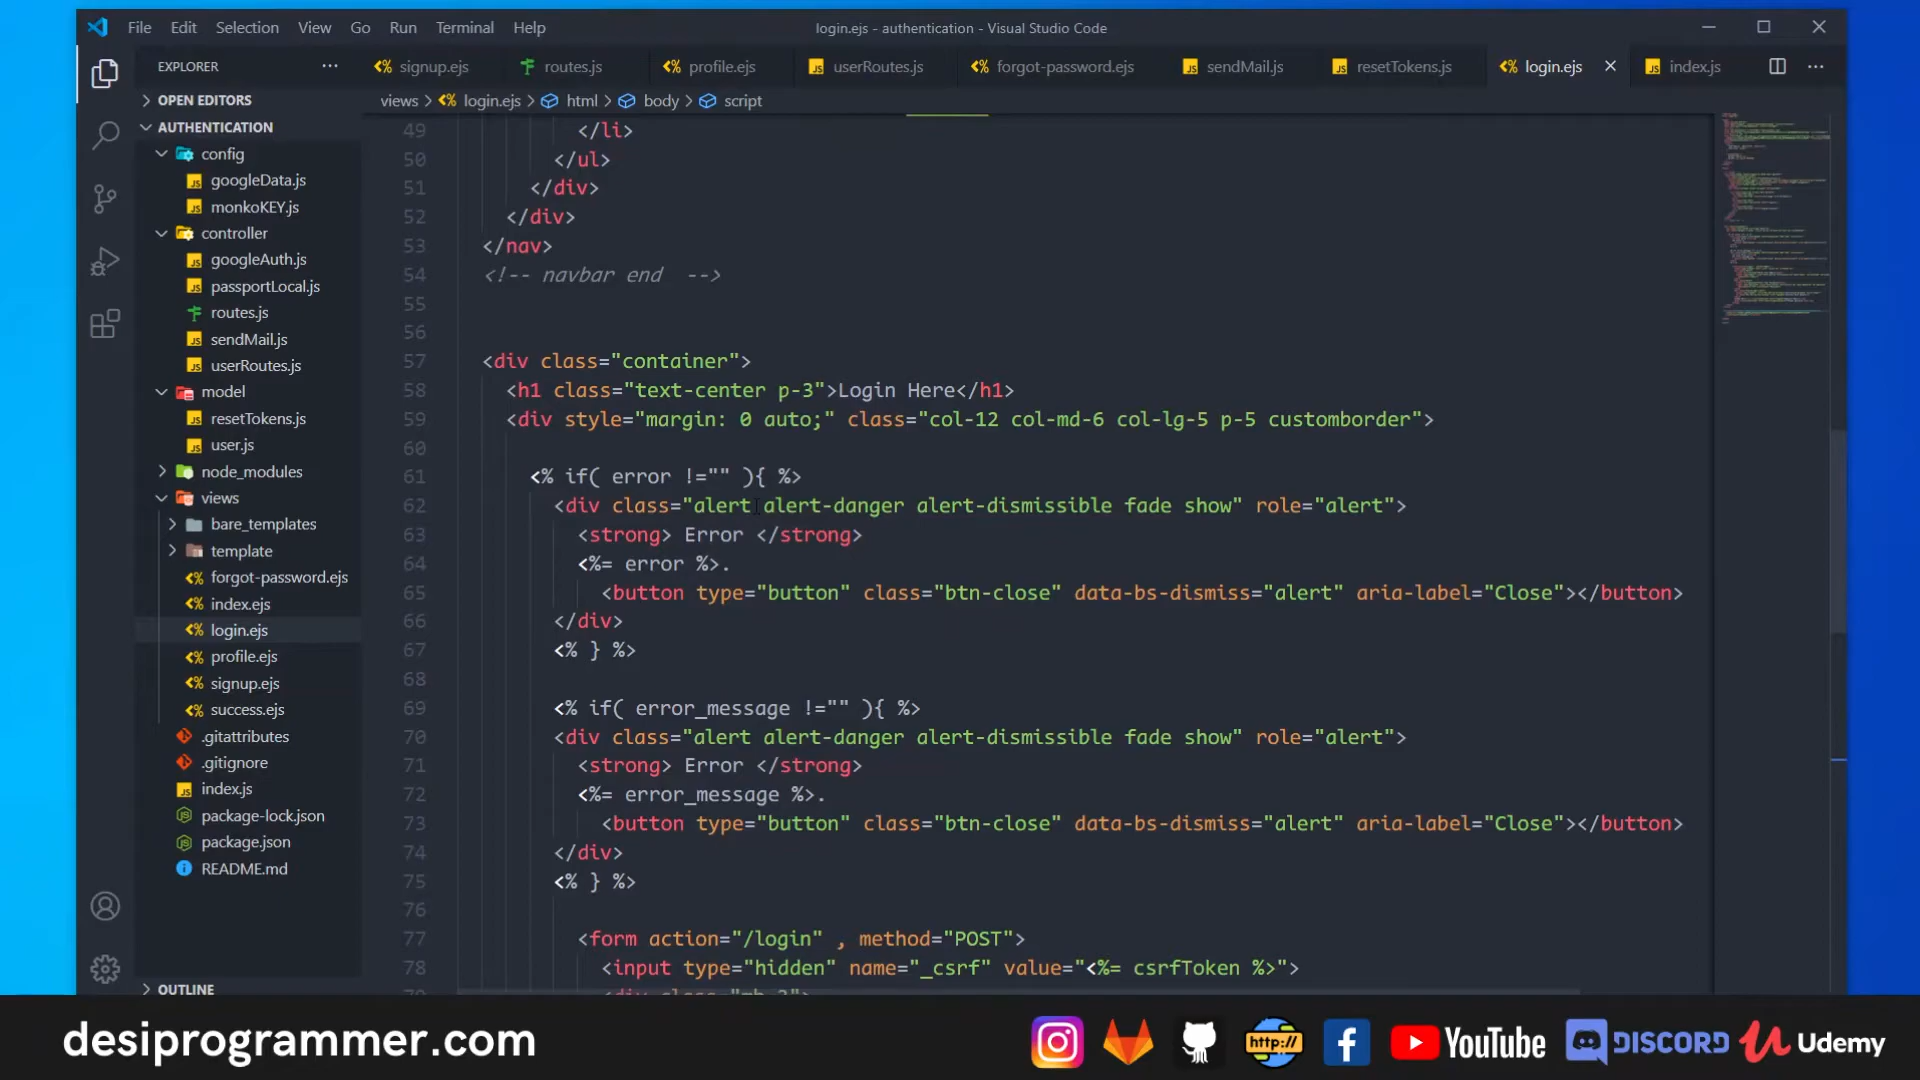 File Edit Selection View Go Run Terminal Help
login.ejs - authentication - Visual Studio Code
EXPLORER
signup.ejs routes.js profile.ejs userRoutes.js forgot-password.ejs sendMail.js resetTokens.js login.ejs index.js
views > login.ejs > html > body > script
OPEN EDITORS
AUTHENTICATION
config
googleData.js
monkoKEY.js
controller
googleAuth.js
passportLocal.js
routes.js
sendMail.js
userRoutes.js
model
resetTokens.js
user.js
node_modules
views
bare_templates
template
forgot-password.ejs
index.ejs
login.ejs
profile.ejs
signup.ejs
success.ejs
.gitattributes
.gitignore
index.js
package-lock.json
package.json
README.md
OUTLINE
49 </li>
50 </ul>
51 </div>
52 </div>
53 </nav>
54 <!-- navbar end -->
55
56
57 <div class="container">
58 <h1 class="text-center p-3">Login Here</h1>
59 <div style="margin: 0 auto;" class="col-12 col-md-6 col-lg-5 p-5 customborder">
60
61 <% if( error !="" ){ %>
62 <div class="alert alert-danger alert-dismissible fade show" role="alert">
63 <strong> Error </strong>
64 <%= error %>.
65 <button type="button" class="btn-close" data-bs-dismiss="alert" aria-label="Close"></button>
66 </div>
67 <% } %>
68
69 <% if( error_message !="" ){ %>
70 <div class="alert alert-danger alert-dismissible fade show" role="alert">
71 <strong> Error </strong>
72 <%= error_message %>.
73 <button type="button" class="btn-close" data-bs-dismiss="alert" aria-label="Close"></button>
74 </div>
75 <% } %>
76
77 <form action="/login" , method="POST">
78 <input type="hidden" name="_csrf" value="<%= csrfToken %>">
desiprogrammer.com
http:// YouTube DISCORD Udemy